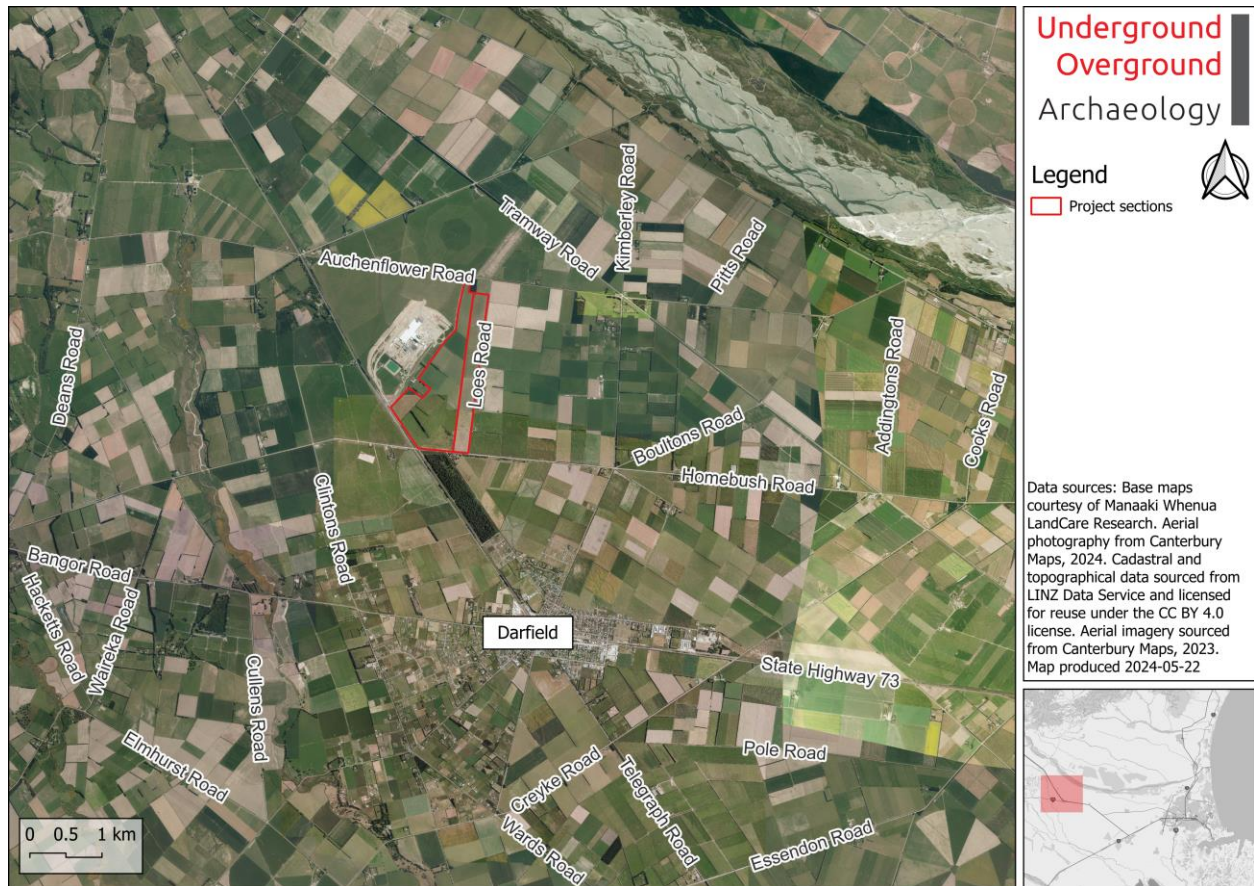 Underground
Overground
Archaeology
Legend
Project sections
Kimberley Road
Tramway Road
Pitts Road
Auchenflower Road
Deans Road
Loes Road
Addingtons Road
Cooks Road
Boultons Road
Homebush Road
Clintons Road
Bangor Road
Hacketts Road
Waireka Road
Cullens Road
Darfield
State Highway 73
Elmhurst Road
Pole Road
Creyke Road
Telegraph Road
Wards Road
Essendon Road
0 0.5 1 km
Data sources: Base maps
courtesy of Manaaki Whenua
LandCare Research. Aerial
photography from Canterbury
Maps, 2024. Cadastral and
topographical data sourced from
LINZ Data Service and licensed
for reuse under the CC BY 4.0
license. Aerial imagery sourced
from Canterbury Maps, 2023.
Map produced 2024-05-22